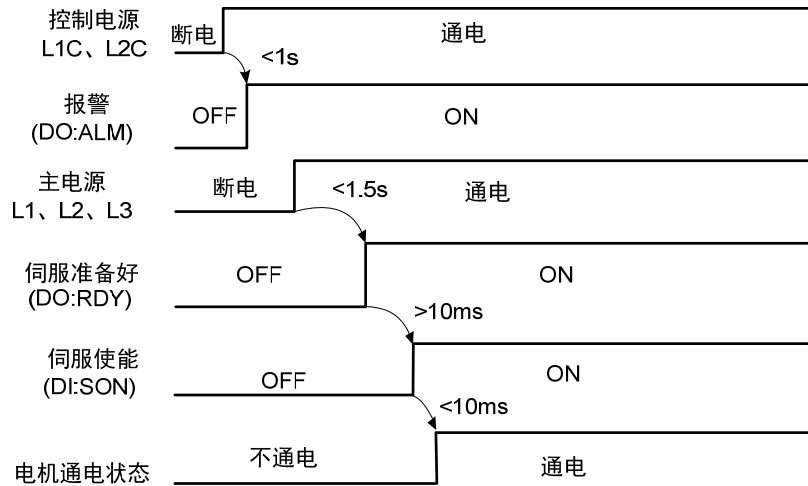 控制电源
L1C、L2C
断电
通电
<1s
报警
(DO:ALM)
OFF
ON
主电源
L1、L2、L3
断电
<1.5s
通电
伺服准备好
(DO:RDY)
OFF
ON
>10ms
伺服使能
(DI:SON)
OFF
ON
<10ms
电机通电状态
不通电
通电